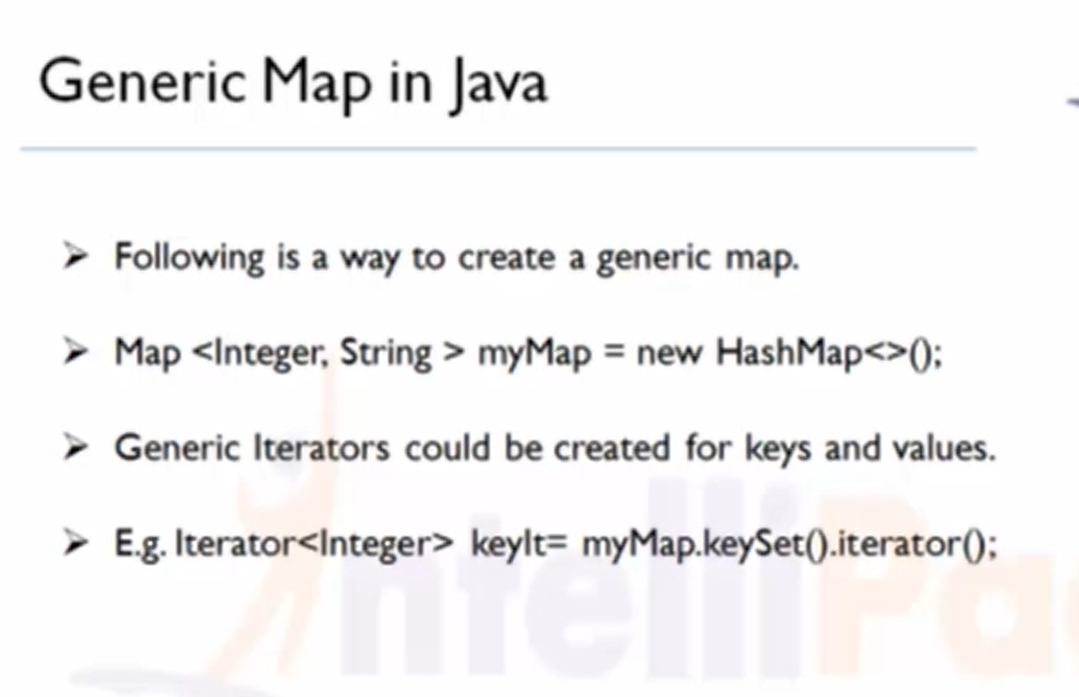 Generic Map in Java
Following is a way to create a generic map.
Map <Integer, String > myMap = new HashMap<>();
Generic Iterators could be created for keys and values.
E.g. Iterator<Integer> keyIt= myMap.keySet().iterator();
ntelliPaa